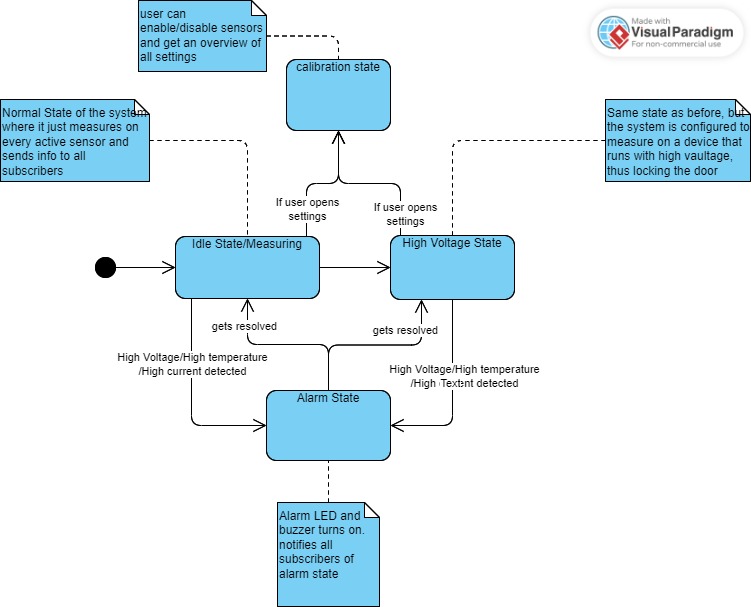 user can
enable/disable sensors
and get an overview of
all settings
Made with
VisualParadigm
For non-commercial use
calibration state
Normal State of the system
where it just measures on
every active sensor and
sends info to all
subscribers
Same state as before, but
the system is configured to
measure on a device that
runs with high vaultage,
thus locking the door
If user opens
settings
If user opens
settings
Idle State/Measuring
High Voltage State
gets resolved
gets resolved
High Voltage/High temperature
/High current detected
High Voltage/High temperature
/High Text detected
Alarm State
Alarm LED and
buzzer turns on.
notifies all
subscribers of
alarm state